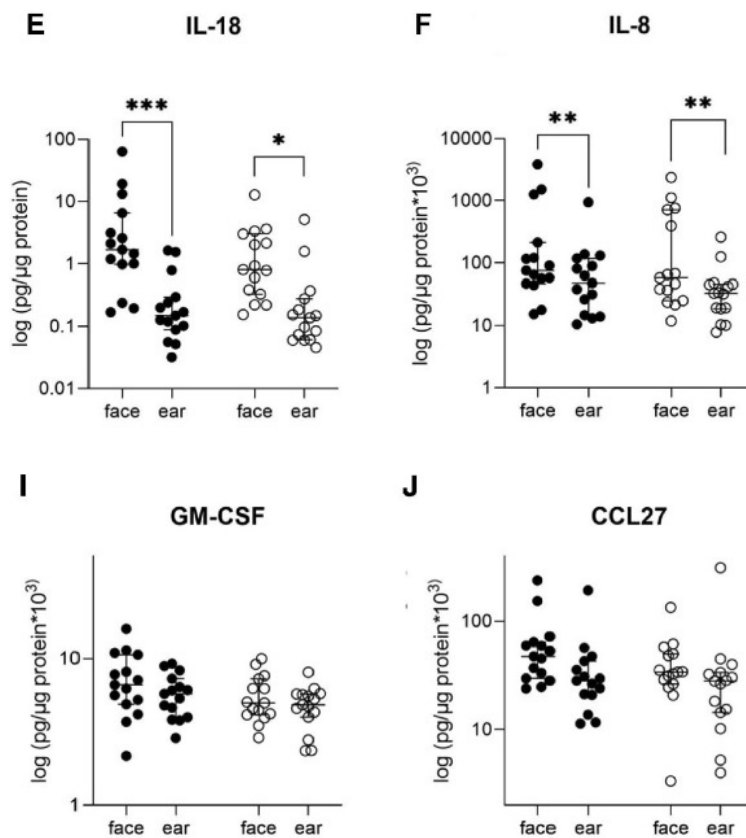 E
IL-18
log (pg/µg protein)
100
10
1
0.1
0.01
***
*
face ear face ear
F
IL-8
log (pg/µg protein*10³)
10000
1000
100
10
1
**
**
face ear face ear
I
GM-CSF
log (pg/µg protein*10³)
10
1
face ear face ear
J
CCL27
log (pg/µg protein*10³)
100
10
face ear face ear